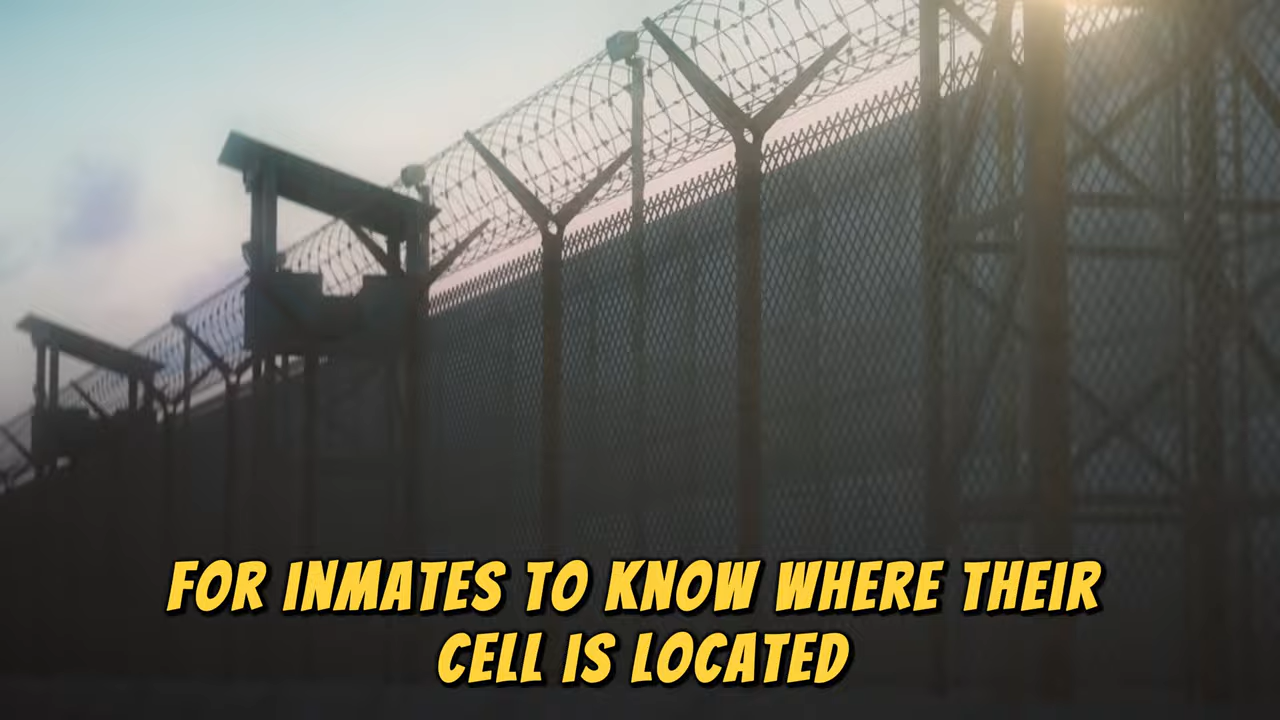 FOR INMATES TO KNOW WHERE THEIR
CELL IS LOCATED